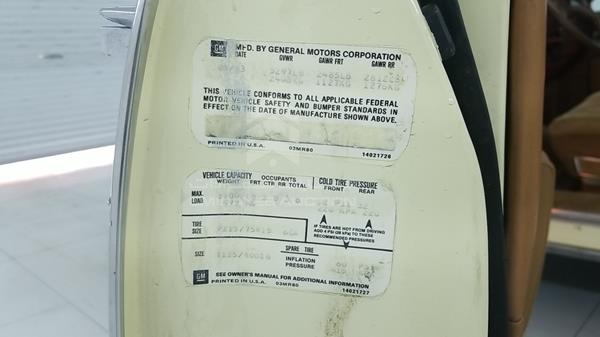 GM MFD. BY GENERAL MOTORS CORPORATION
DATE GVWR GAWR FRT GAWR RR
THIS VEHICLE CONFORMS TO ALL APPLICABLE FEDERAL
MOTOR VEHICLE SAFETY AND BUMPER STANDARDS IN
EFFECT ON THE DATE OF MANUFACTURE SHOWN ABOVE.
PRINTED IN U.S.A. 03MR80 14021726
VEHICLE CAPACITY OCCUPANTS COLD TIRE PRESSURE
WEIGHT FRT CTR RR TOTAL FRONT REAR
MAX.
LOAD
IF TIRES ARE HOT FROM DRIVING
TIRE ADD 4 PSI (28 kPa) TO THESE
SIZE RECOMMENDED PRESSURES
SPARE TIRE
SIZE INFLATION
PRESSURE
SEE OWNER'S MANUAL FOR ADDITIONAL INFORMATION
GM PRINTED IN U.S.A. 03MR80 14021727